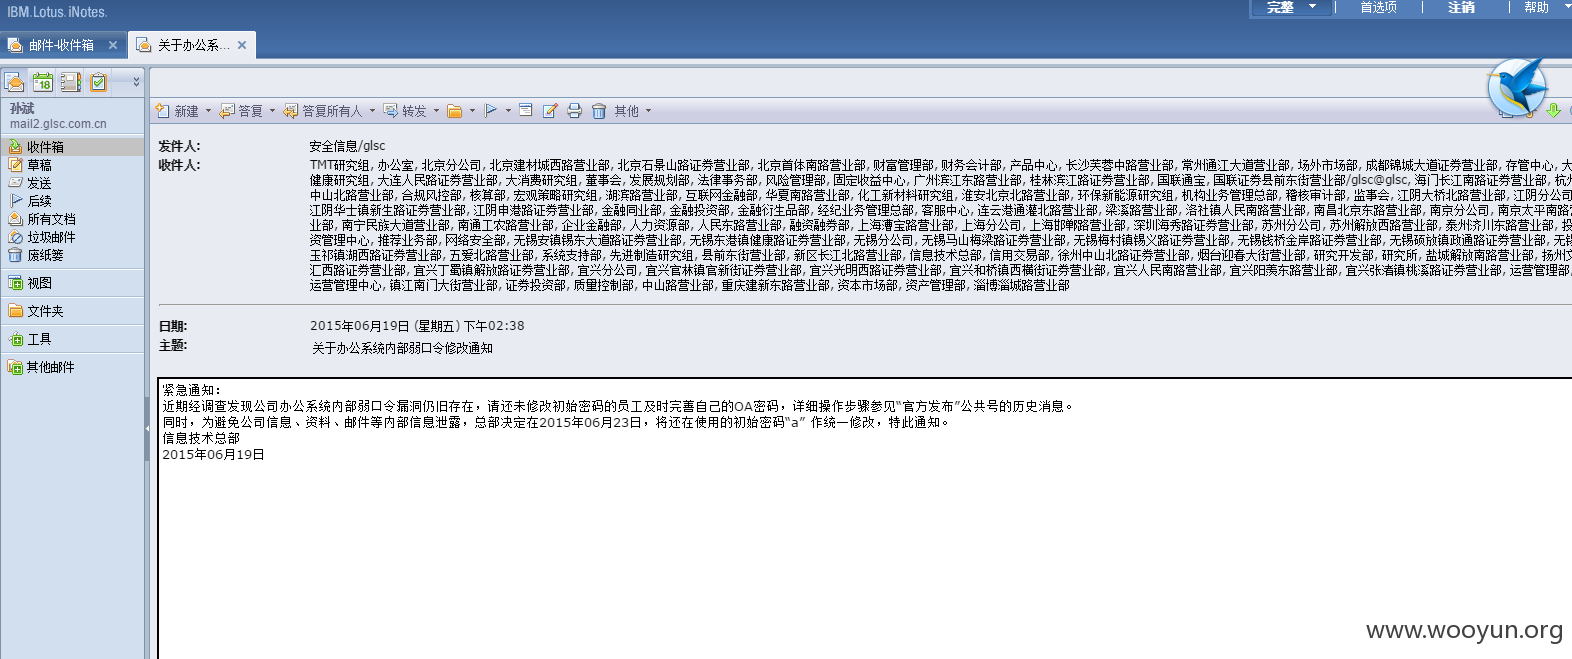 IBM.Lotus.iNotes.
完整 首选项 注销 帮助
邮件-收件箱 关于办公系...
孙斌
mail2.glsc.com.cn
新建 答复 答复所有人 转发 其他
收件箱
草稿
发送
后续
所有文档
垃圾邮件
废纸篓
视图
文件夹
工具
其他邮件
发件人: 安全信息/glsc
收件人: TMT研究组, 办公室, 北京分公司, 北京建材城西路营业部, 北京石景山路证券营业部, 北京首体南路营业部, 财富管理部, 财务会计部, 产品中心, 长沙芙蓉中路营业部, 常州通江大道营业部, 场外市场部, 成都锦城大道证券营业部, 存管中心,
健康研究组, 大连人民路证券营业部, 大消费研究组, 董事会, 发展规划部, 法律事务部, 风险管理部, 固定收益中心, 广州滨江东路营业部, 桂林滨江路证券营业部, 国联通宝, 国联证券县前东街营业部/glsc@glsc, 海门长江南路证券营业部,
中山北路营业部, 合规风控部, 核算部, 宏观策略研究组, 湖滨路营业部, 互联网金融部, 华夏南路营业部, 化工新材料研究组, 淮安北京北路营业部, 环保新能源研究组, 机构业务管理总部, 稽核审计部, 监事会, 江阴大桥北路营业部, 江阴分公司
江阴华士镇新生路证券营业部, 江阴申港路证券营业部, 金融同业部, 金融投资部, 金融衍生品部, 经纪业务管理总部, 客服中心, 连云港通灌北路营业部, 梁溪路营业部, 洛社镇人民南路营业部, 南昌北京东路营业部, 南京分公司, 南京太平南路营
业部, 南宁民族大道营业部, 南通工农路营业部, 企业金融部, 人力资源部, 人民东路营业部, 融资融券部, 上海漕宝路营业部, 上海分公司, 上海邯郸路营业部, 深圳海秀路证券营业部, 苏州分公司, 苏州解放西路营业部, 泰州济川东路营业部, 投
资管理中心, 推荐业务部, 网络安全部, 无锡安镇锡东大道路证券营业部, 无锡东港镇健康路证券营业部, 无锡分公司, 无锡马山梅梁路证券营业部, 无锡梅村镇锡义路证券营业部, 无锡钱桥金岸路证券营业部, 无锡硕放镇政通路证券营业部, 无锡
玉祁镇湖西路证券营业部, 五爱北路营业部, 系统支持部, 先进制造研究组, 县前东街营业部, 新区长江北路营业部, 信息技术总部, 信用交易部, 徐州中山北路证券营业部, 烟台迎春大街营业部, 研究开发部, 研究所, 盐城解放南路营业部, 扬州文
汇西路证券营业部, 宜兴丁蜀镇解放路证券营业部, 宜兴分公司, 宜兴官林镇官新街证券营业部, 宜兴光明西路证券营业部, 宜兴和桥镇西横街证券营业部, 宜兴人民南路营业部, 宜兴阳羡东路营业部, 宜兴张渚镇桃溪路证券营业部, 运营管理部,
运营管理中心, 镇江南门大街营业部, 证券投资部, 质量控制部, 中山路营业部, 重庆建新东路营业部, 资本市场部, 资产管理部, 淄博淄城路营业部
日期: 2015年06月19日 (星期五) 下午02:38
主题: 关于办公系统内部弱口令修改通知
紧急通知:
近期经调查发现公司办公系统内部弱口令漏洞仍旧存在，请还未修改初始密码的员工及时完善自己的OA密码，详细操作步骤参见“官方发布”公共号的历史消息。
同时，为避免公司信息、资料、邮件等内部信息泄露，总部决定在2015年06月23日，将还在使用的初始密码“a” 作统一修改，特此通知。
信息技术总部
2015年06月19日
www.wooyun.org